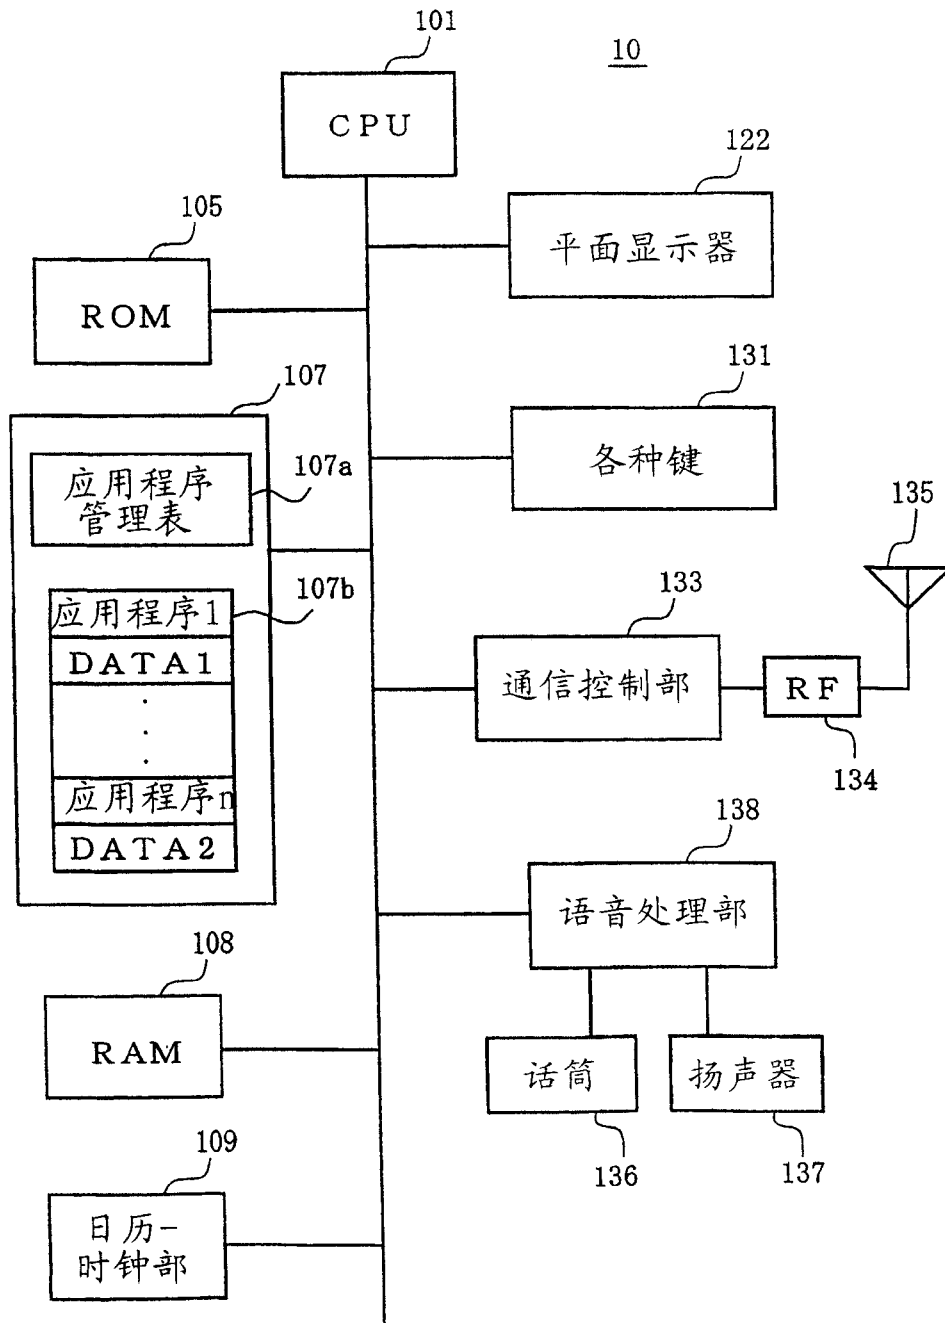 101
10
CPU
122
平面显示器
105
ROM
131
各种键
107
107a
应用程序
管理表
135
107b
应用程序1
DATA1
133
通信控制部
RF
134
应用程序n
DATA2
138
语音处理部
108
RAM
话筒
扬声器
136
137
109
日历-
时钟部